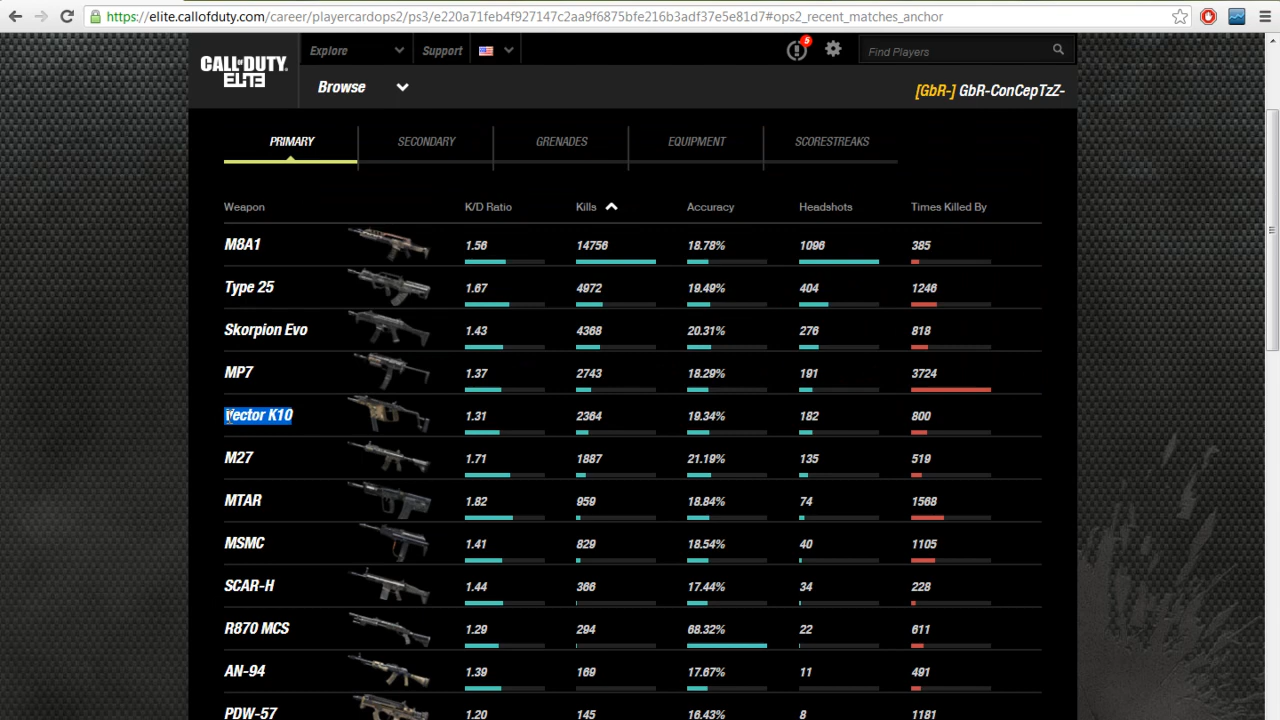 https://elite.callofduty.com/career/playercardops2/ps3/e220a71feb4f927147c2aa9f6875bfe216b3adf37e5e81d7#ops2_recent_matches_anchor
CALL OF DUTY ELITE
Explore Support 5 Find Players
Browse [GbR-] GbR-ConCepTzZ-
PRIMARY SECONDARY GRENADES EQUIPMENT SCORESTREAKS
Weapon K/D Ratio Kills Accuracy Headshots Times Killed By
M8A1 1.56 14756 18.78% 1096 385
Type 25 1.67 4972 19.49% 404 1246
Skorpion Evo 1.43 4368 20.31% 276 818
MP7 1.37 2743 18.29% 191 3724
Vector K10 1.31 2364 19.34% 182 800
M27 1.71 1887 21.19% 135 519
MTAR 1.82 959 18.84% 74 1568
MSMC 1.41 829 18.54% 40 1105
SCAR-H 1.44 366 17.44% 34 228
R870 MCS 1.29 294 68.32% 22 611
AN-94 1.39 169 17.67% 11 491
PDW-57 1.20 145 16.43% 8 1181